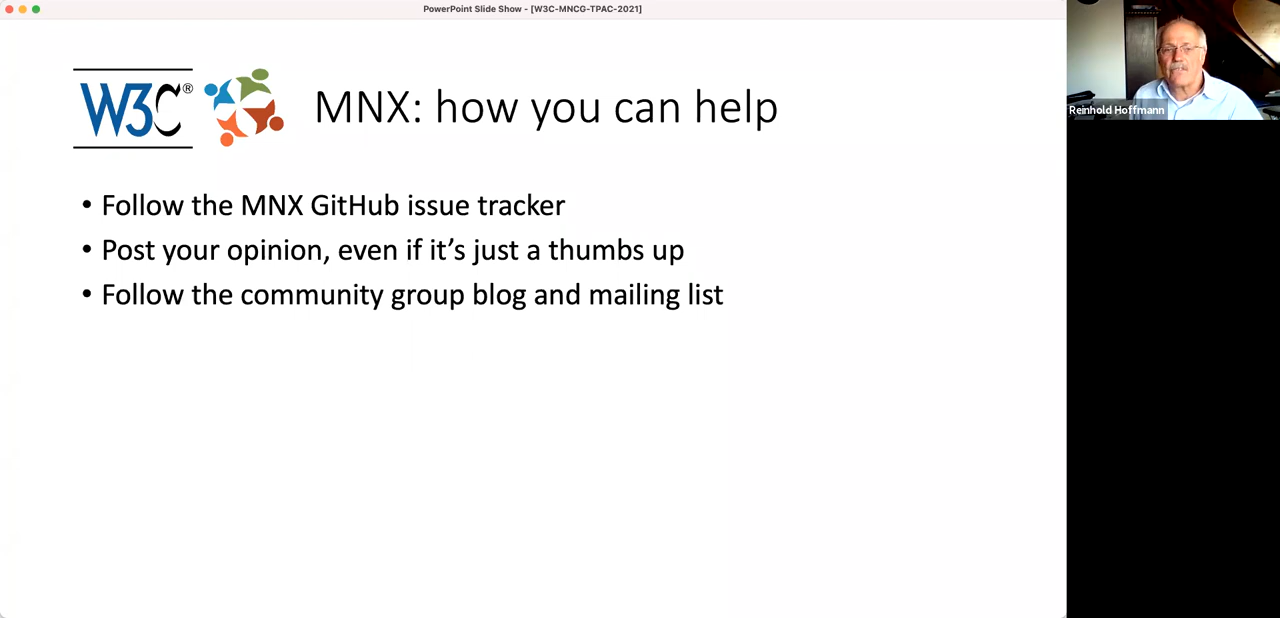 PowerPoint Slide Show - [W3C-MNCG-TPAC-2021]
W3C®
MNX: how you can help
• Follow the MNX GitHub issue tracker
• Post your opinion, even if it's just a thumbs up
• Follow the community group blog and mailing list
Reinhold Hoffmann